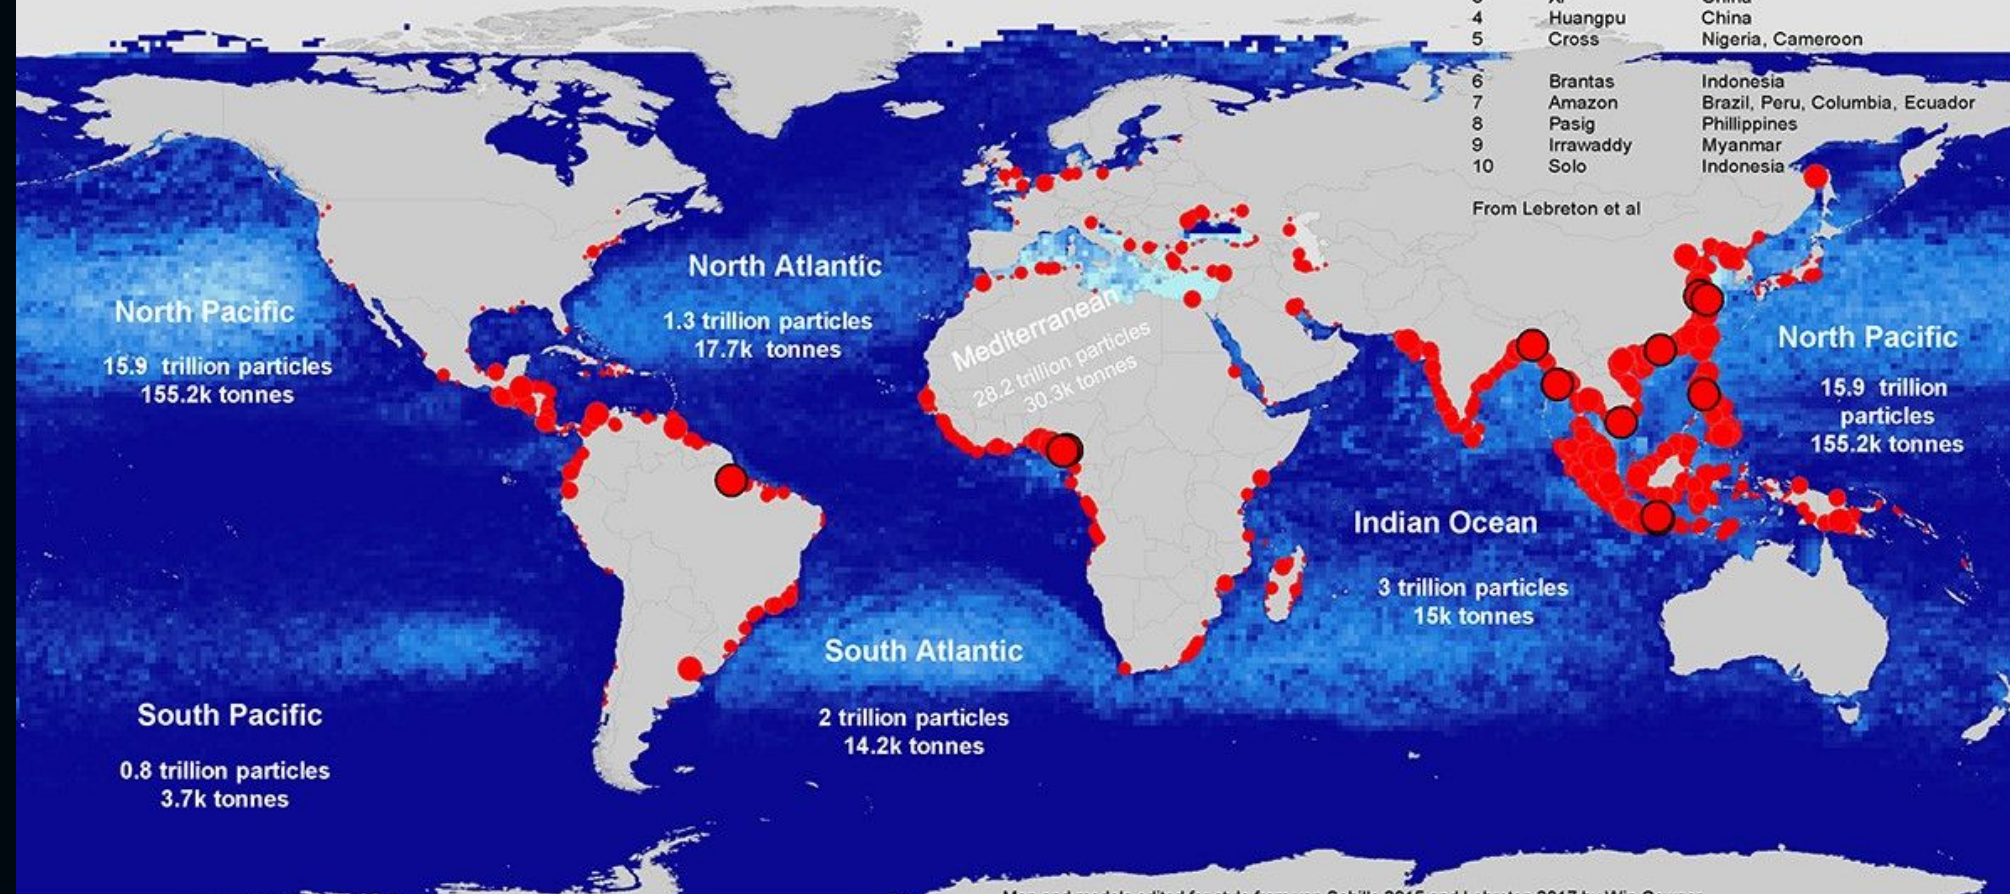 Xi China
4 Huangpu China
5 Cross Nigeria, Cameroon
6 Brantas Indonesia
7 Amazon Brazil, Peru, Columbia, Ecuador
8 Pasig Phillippines
9 Irrawaddy Myanmar
10 Solo Indonesia
From Lebreton et al
North Atlantic
1.3 trillion particles
17.7k tonnes
North Pacific
15.9 trillion particles
155.2k tonnes
Mediterranean
28.2 trillion particles
30.3k tonnes
North Pacific
15.9 trillion
particles
155.2k tonnes
Indian Ocean
3 trillion particles
15k tonnes
South Atlantic
2 trillion particles
14.2k tonnes
South Pacific
0.8 trillion particles
3.7k tonnes